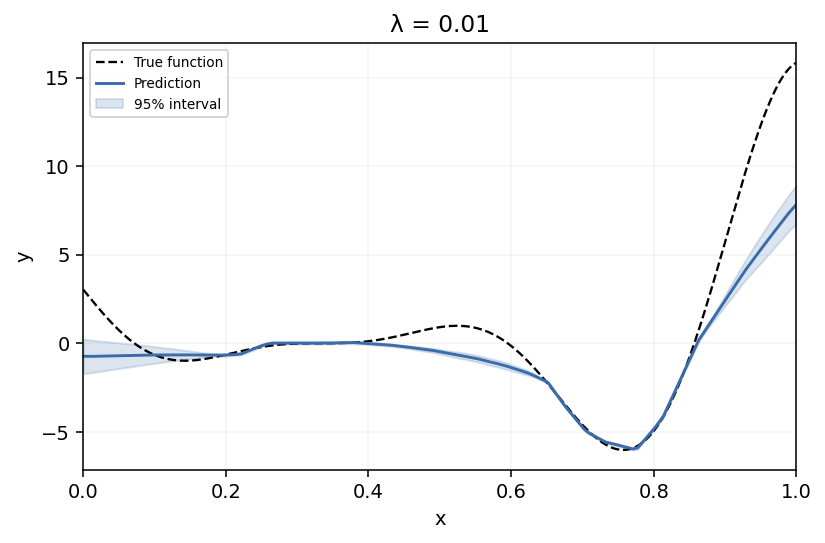 λ = 0.01
True function
Prediction
95% interval
15
10
5
0
−5
y
0.0 0.2 0.4 0.6 0.8 1.0
x